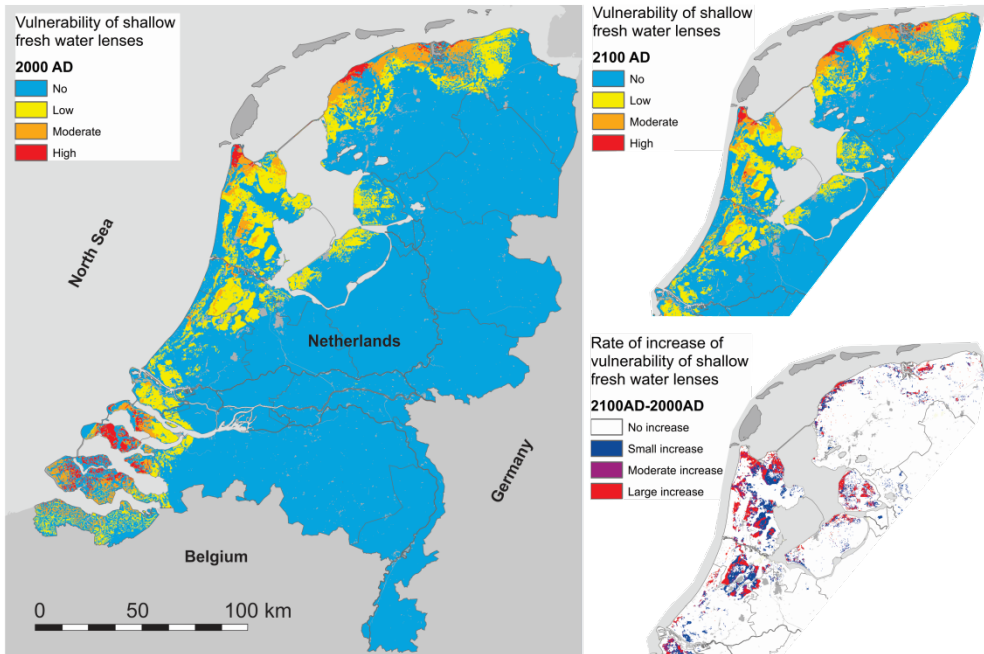 Vulnerability of shallow
fresh water lenses
2000 AD
No
Low
Moderate
High
North Sea
Netherlands
Germany
Belgium
0 50 100 km
Vulnerability of shallow
fresh water lenses
2100 AD
No
Low
Moderate
High
Rate of increase of
vulnerability of shallow
fresh water lenses
2100AD-2000AD
No increase
Small increase
Moderate increase
Large increase